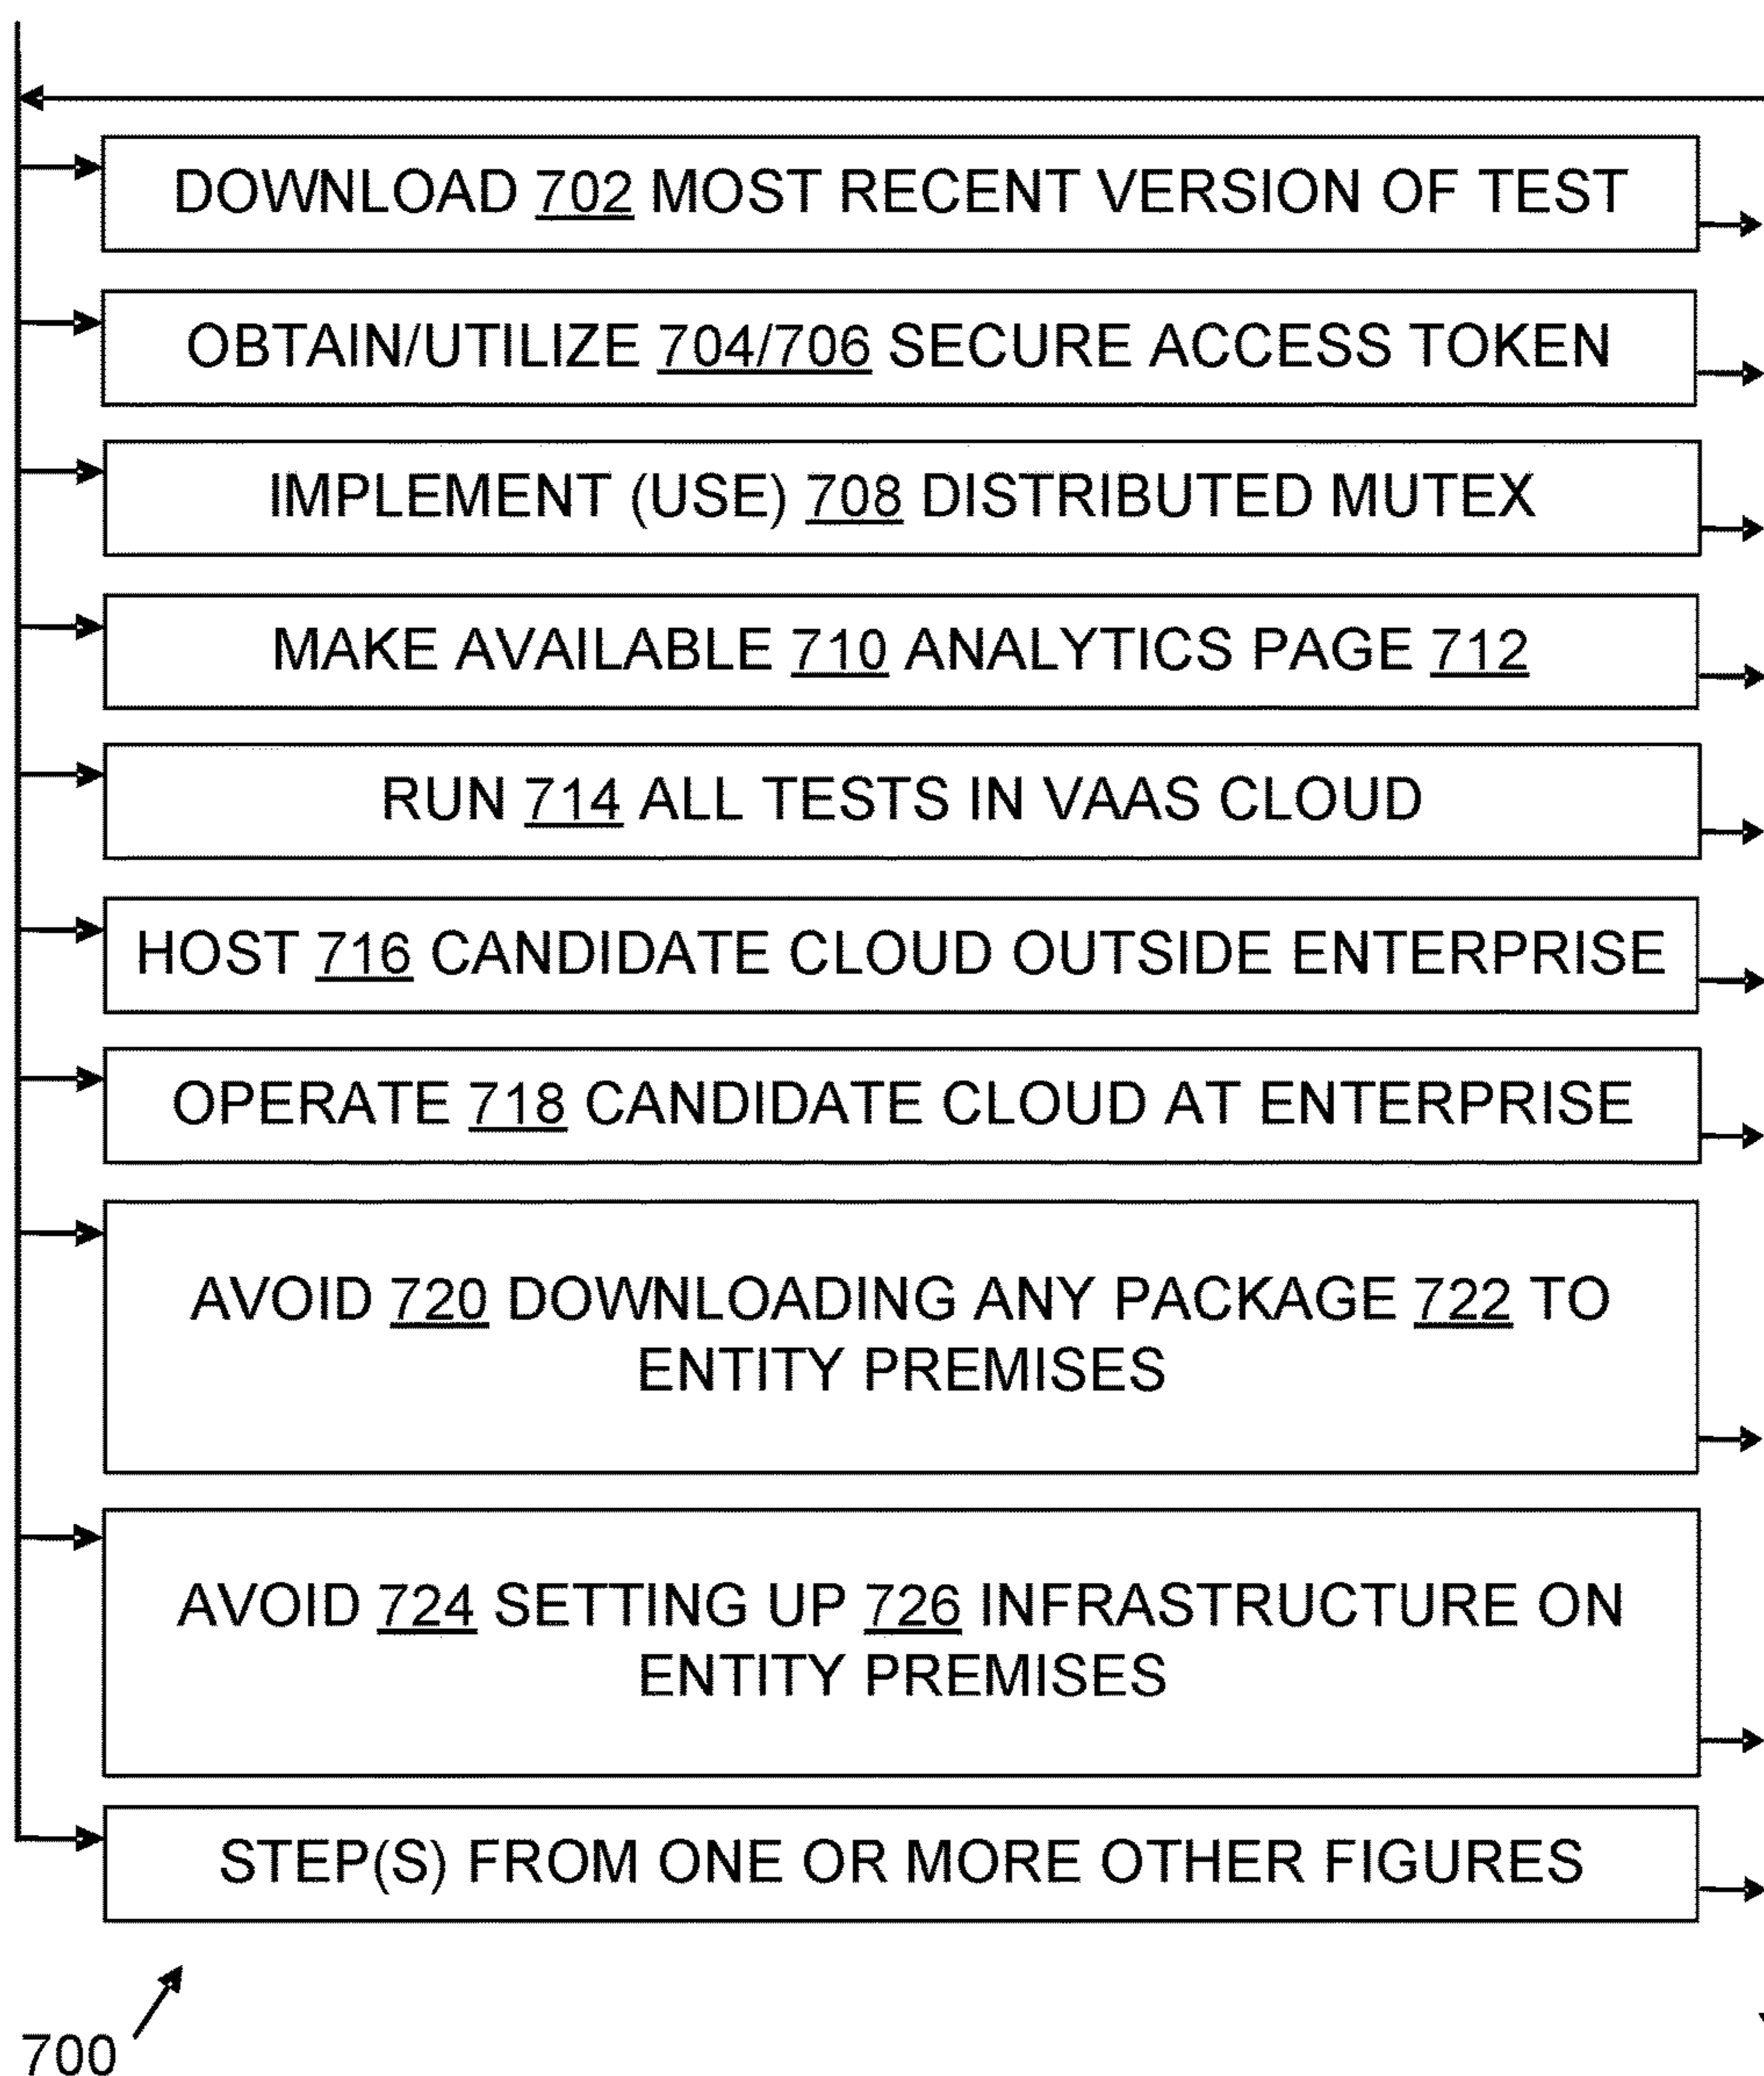 DOWNLOAD 702 MOST RECENT VERSION OF TEST
OBTAIN/UTILIZE 704/706 SECURE ACCESS TOKEN
IMPLEMENT (USE) 708 DISTRIBUTED MUTEX
MAKE AVAILABLE 710 ANALYTICS PAGE 712
RUN 714 ALL TESTS IN VAAS CLOUD
HOST 716 CANDIDATE CLOUD OUTSIDE ENTERPRISE
OPERATE 718 CANDIDATE CLOUD AT ENTERPRISE
AVOID 720 DOWNLOADING ANY PACKAGE 722 TO
ENTITY PREMISES
AVOID 724 SETTING UP 726 INFRASTRUCTURE ON
ENTITY PREMISES
STEP(S) FROM ONE OR MORE OTHER FIGURES
700